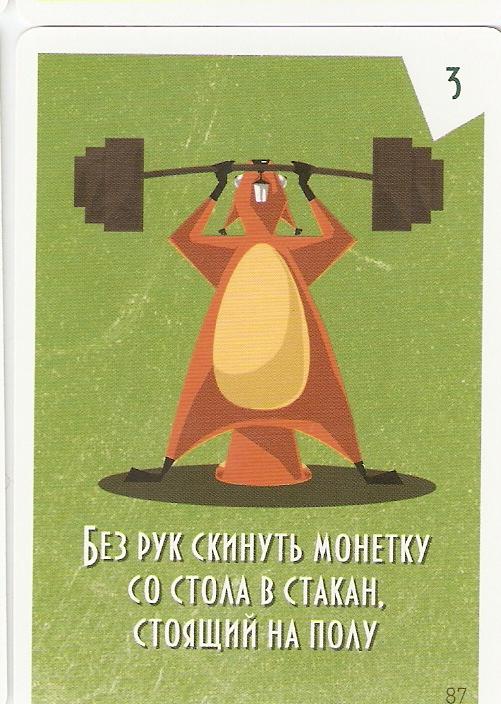 3
Без рук скинуть монетку
со стола в стакан,
стоящий на полу
87